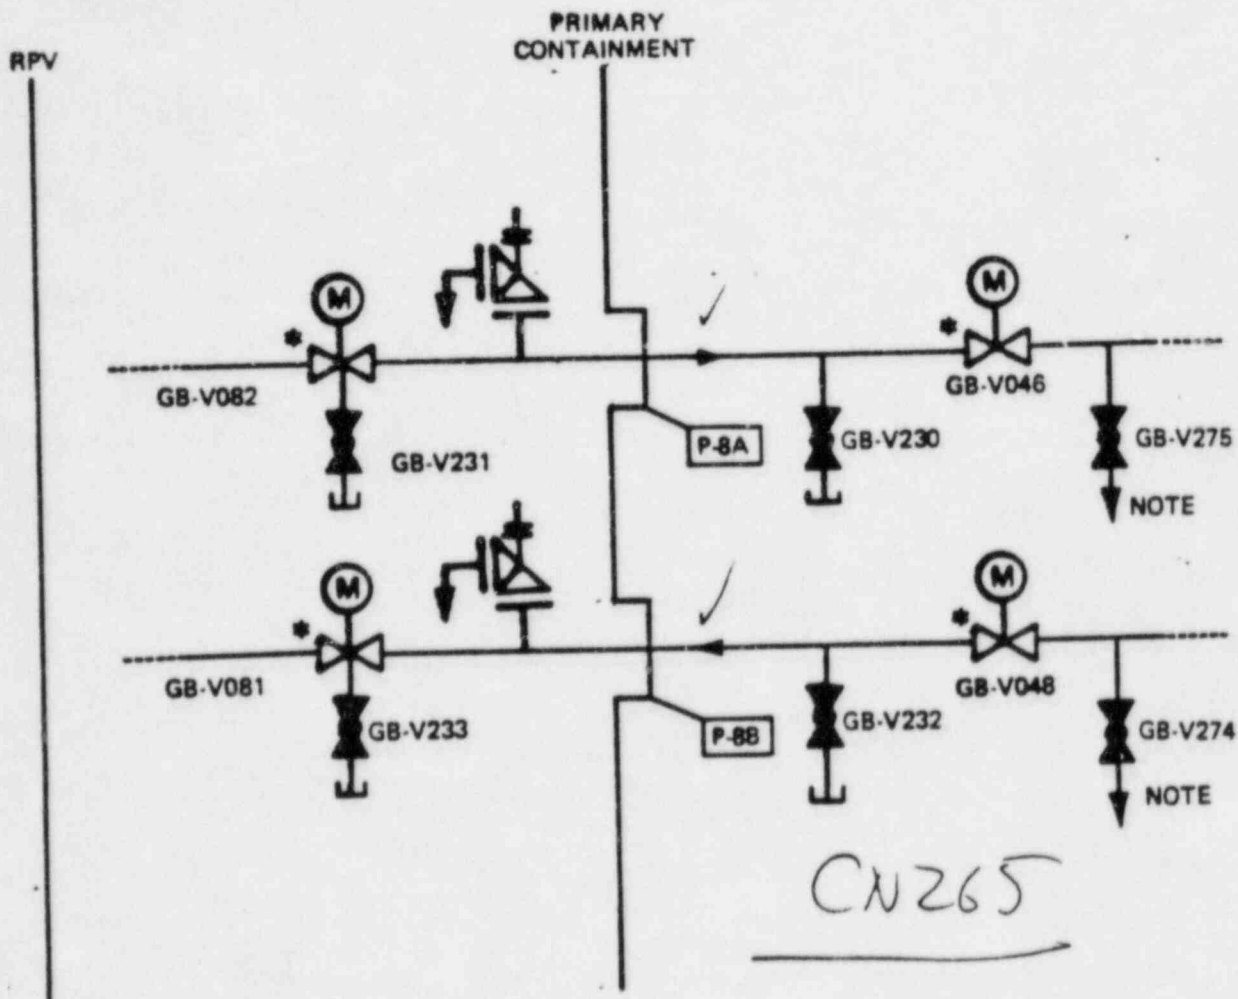 PRIMARY
CONTAINMENT
RPV
M
M
*
*
GB-V082
GB-V046
P-8A
GB-V230
GB-V275
GB-V231
NOTE
M
M
*
*
GB-V081
GB-V048
GB-V233
P-8B
GB-V232
GB-V274
NOTE
CN265